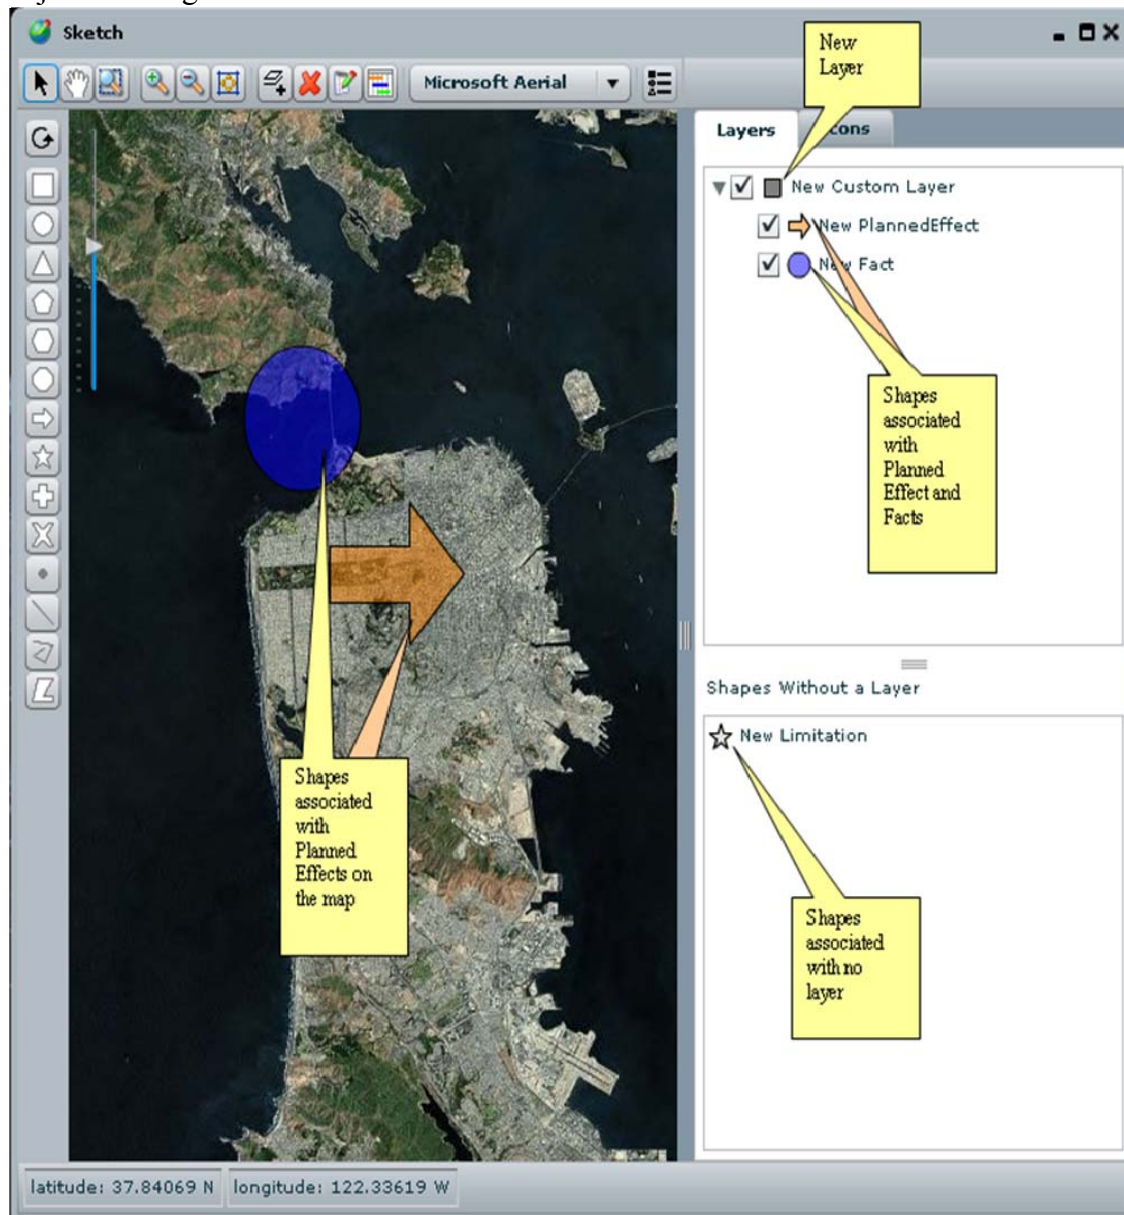 Sketch
New
Layer
Microsoft Aerial
Layers
cons
New Custom Layer
New PlannedEffect
New Fact
Shapes
associated
with
Planned
Effect and
Facts
Shapes Without a Layer
New Limitation
Shapes
associated
with
Planned
Effects on
the map
Shapes
associated
with no
layer
latitude: 37.84069 N
longitude: 122.33619 W